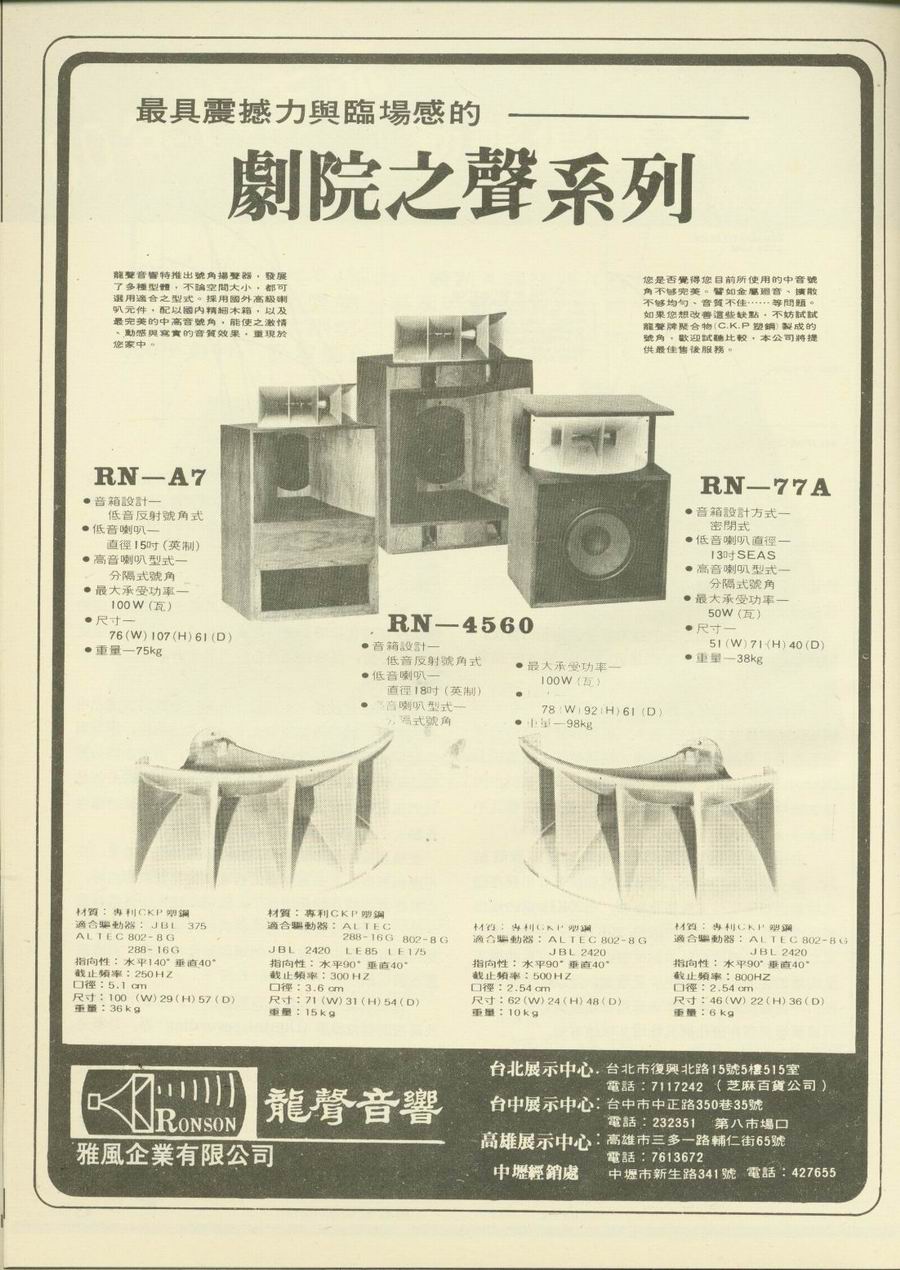 最具震撼力與臨場感的
劇院之聲系列
龍聲音響特推出號角揚聲器，發展
了多種型體，不論空間大小，都可
選用適合之型式。採用國外高級喇
叭元件，配以國內精細木箱，以及
最完美的中高音號角，能使之激情
、動感與寫實的音質效果，重現於
您家中。
您是否覺得您目前所使用的中音號
角不够完美。譬如金屬迴音、擴散
不够均勻、音質不佳……等問題。
如果您想改善這些缺點，不妨試試
龍聲牌聚合物(C.K.P塑鋼)製成的
號角，歡迎試聽比較，本公司將提
供最佳售後服務。
RN—A7
●音箱設計—
低音反射號角式
●低音喇叭—
直徑15吋(英制)
●高音喇叭型式—
分隔式號角
●最大承受功率—
100W(瓦)
●尺寸—
76(W)107(H)61(D)
●重量—75kg
RN—77A
●音箱設計方式—
密閉式
●低音喇叭直徑—
13吋SEAS
●高音喇叭型式—
分隔式號角
●最大承受功率—
50W(瓦)
●尺寸—
51(W)71(H)40(D)
●重量—38kg
RN—4560
●音箱設計—
低音反射號角式
●低音喇叭—
直徑18吋(英制)
●音喇叭型式—
隔式號角
●最大承受功率—
100W(瓦)
●
78(W)92(H)61(D)
●重量—98kg
材質：專利CKP塑鋼
適合驅動器：JBL 375
ALTEC 802-8G
288-16G
指向性：水平140°垂直40°
截止頻率：250HZ
口徑：5.1cm
尺寸：100 (W)29(H)57(D)
重量：36kg
材質：專利CKP塑鋼
適合驅動器：ALTEC
288-16G 802-8G
JBL 2420 LE85 LE175
指向性：水平90°垂直40°
截止頻率：300HZ
口徑：3.6cm
尺寸：71(W)31(H)54(D)
重量：15kg
材質：專利CKP塑鋼
適合驅動器：ALTEC 802-8G
JBL 2420
指向性：水平90°垂直40°
截止頻率：500HZ
口徑：2.54cm
尺寸：62(W)24(H)48(D)
重量：10kg
材質：專利CKP塑鋼
適合驅動器：ALTEC 802-8G
JBL 2420
指向性：水平90°垂直40°
截止頻率：800HZ
口徑：2.54cm
尺寸：46(W)22(H)36(D)
重量：6kg
RONSON
龍聲音響
雅風企業有限公司
台北展示中心．台北市復興北路15號5樓515室
電話：7117242 （芝麻百貨公司）
台中展示中心：台中市中正路350巷35號
電話：232351 第八市場口
高雄展示中心：高雄市三多一路輔仁街65號
電話：7613672
中壢經銷處 中壢市新生路341號 電話：427655